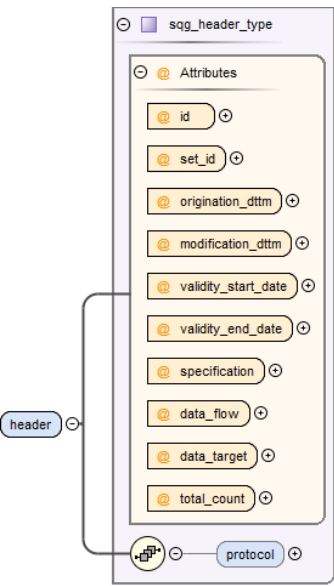 sqg_header_type
@ Attributes
@ id
@ set_id
@ origination_dttm
@ modification_dttm
@ validity_start_date
@ validity_end_date
@ specification
@ data_flow
@ data_target
@ total_count
header
protocol